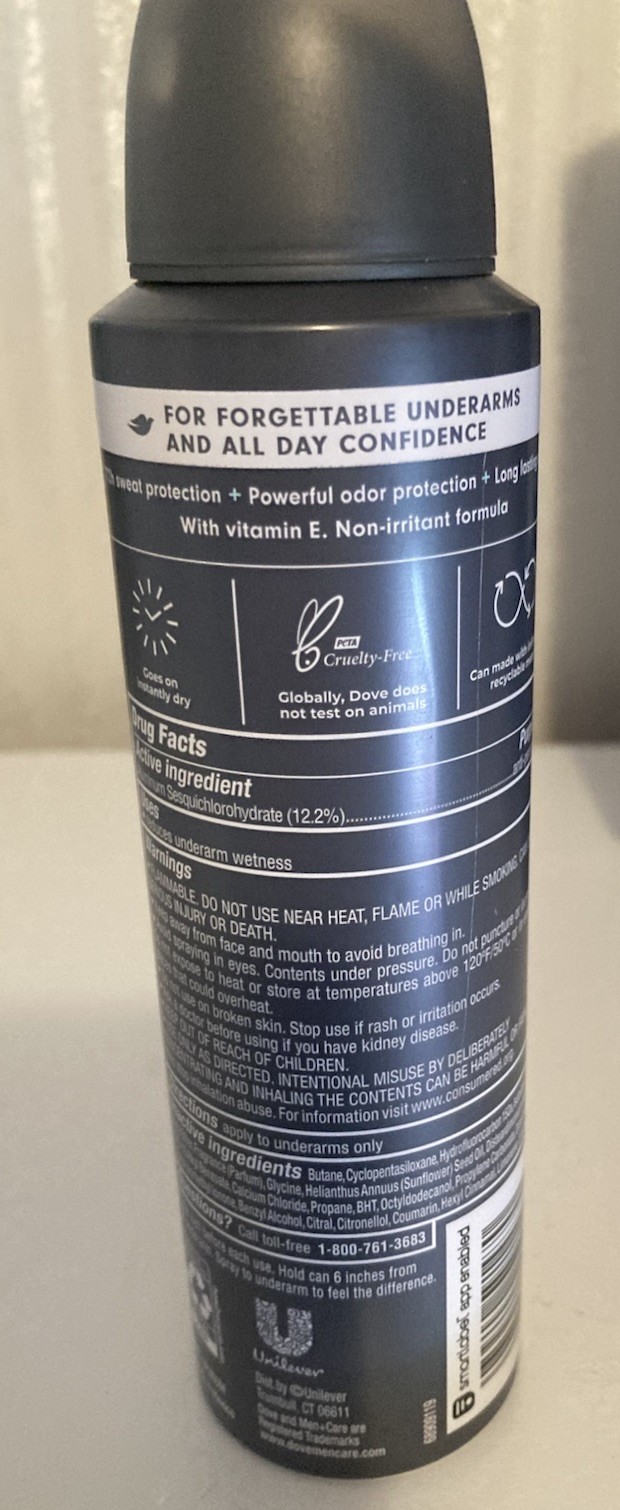 FOR FORGETTABLE UNDERARMS
AND ALL DAY CONFIDENCE
sweat protection + Powerful odor protection + Long
With vitamin E. Non-irritant formula
Goes on
instantly dry
PETA
Cruelty-Free
Globally, Dove does
not test on animals
Can made with
recyclable
Drug Facts
Active ingredient
Sesquichlorohydrate (12.2%)
underarm wetness
Warnings
FLAMMABLE. DO NOT USE NEAR HEAT, FLAME OR WHILE SMOKING.
INJURY OR DEATH.
away from face and mouth to avoid breathing in.
spraying in eyes. Contents under pressure. Do not puncture or
expose to heat or store at temperatures above 120°F/50°C or
that could overheat.
use on broken skin. Stop use if rash or irritation occurs.
doctor before using if you have kidney disease.
OUT OF REACH OF CHILDREN.
ONLY AS DIRECTED. INTENTIONAL MISUSE BY DELIBERATELY
AND INHALING THE CONTENTS CAN BE HARMFUL OR
inhalation abuse. For information visit www.consumered.org
apply to underarms only
ingredients Butane, Cyclopentasiloxane, Hydrofluorocarbon
(Parfum), Glycine, Helianthus Annuus (Sunflower) Seed Oil,
Calcium Chloride, Propane, BHT, Octyldodecanol, Propylene Carbonate,
Benzyl Alcohol, Citral, Citronellol, Coumarin, Hexyl Cinnamal,
Call toll-free 1-800-761-3683
before each use. Hold can 6 inches from
Spray to underarm to feel the difference.
smartlabel app enabled
Unilever
Dist. by ©Unilever
Trumbull, CT 06611
Dove and Men+Care are
Registered Trademarks
www.dovemencare.com
68909119